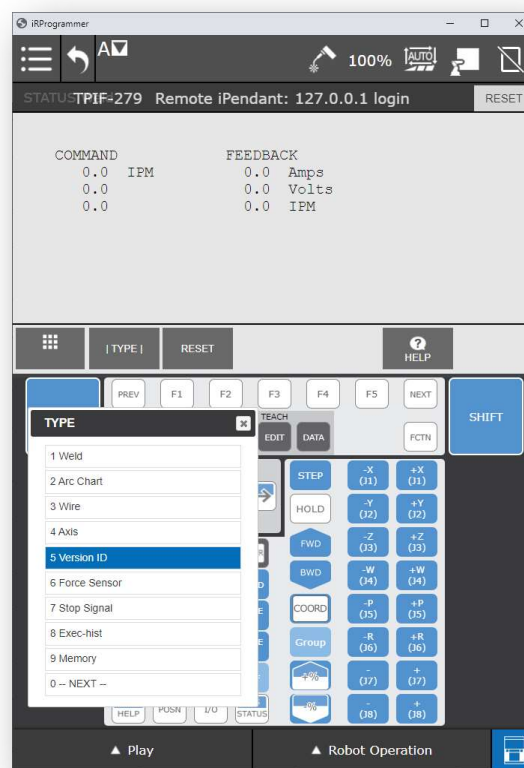 iRProgrammer
A
100%
AUTO
STATUS TPIF-279 Remote iPendant: 127.0.0.1 login
RESET
COMMAND FEEDBACK
0.0 IPM 0.0 Amps
0.0 0.0 Volts
0.0 0.0 IPM
| TYPE | RESET
HELP
PREV F1 F2 F3 F4 F5 NEXT
SHIFT
TYPE
TEACH
EDIT DATA FCTN
1 Weld
2 Arc Chart
3 Wire
4 Axis
5 Version ID
6 Force Sensor
7 Stop Signal
8 Exec-hist
9 Memory
0 -- NEXT --
STEP -X (J1) +X (J1)
HOLD -Y (J2) +Y (J2)
FWD -Z (J3) +Z (J3)
BWD -W (J4) +W (J4)
COORD -P (J5) +P (J5)
Group -R (J6) +R (J6)
+% - (J7) + (J7)
-% - (J8) + (J8)
HELP POSN I/O STATUS
▲ Play ▲ Robot Operation